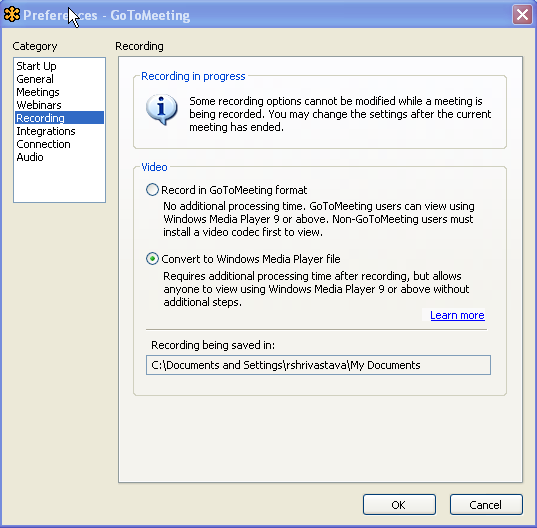 Preferences - GoToMeeting
Category
Recording
Start Up
General
Meetings
Webinars
Recording
Integrations
Connection
Audio
Recording in progress
Some recording options cannot be modified while a meeting is
being recorded. You may change the settings after the current
meeting has ended.
Video
Record in GoToMeeting format
No additional processing time. GoToMeeting users can view using
Windows Media Player 9 or above. Non-GoToMeeting users must
install a video codec first to view.
Convert to Windows Media Player file
Requires additional processing time after recording, but allows
anyone to view using Windows Media Player 9 or above without
additional steps.
Learn more
Recording being saved in:
C:\Documents and Settings\rshrivastava\My Documents
OK
Cancel